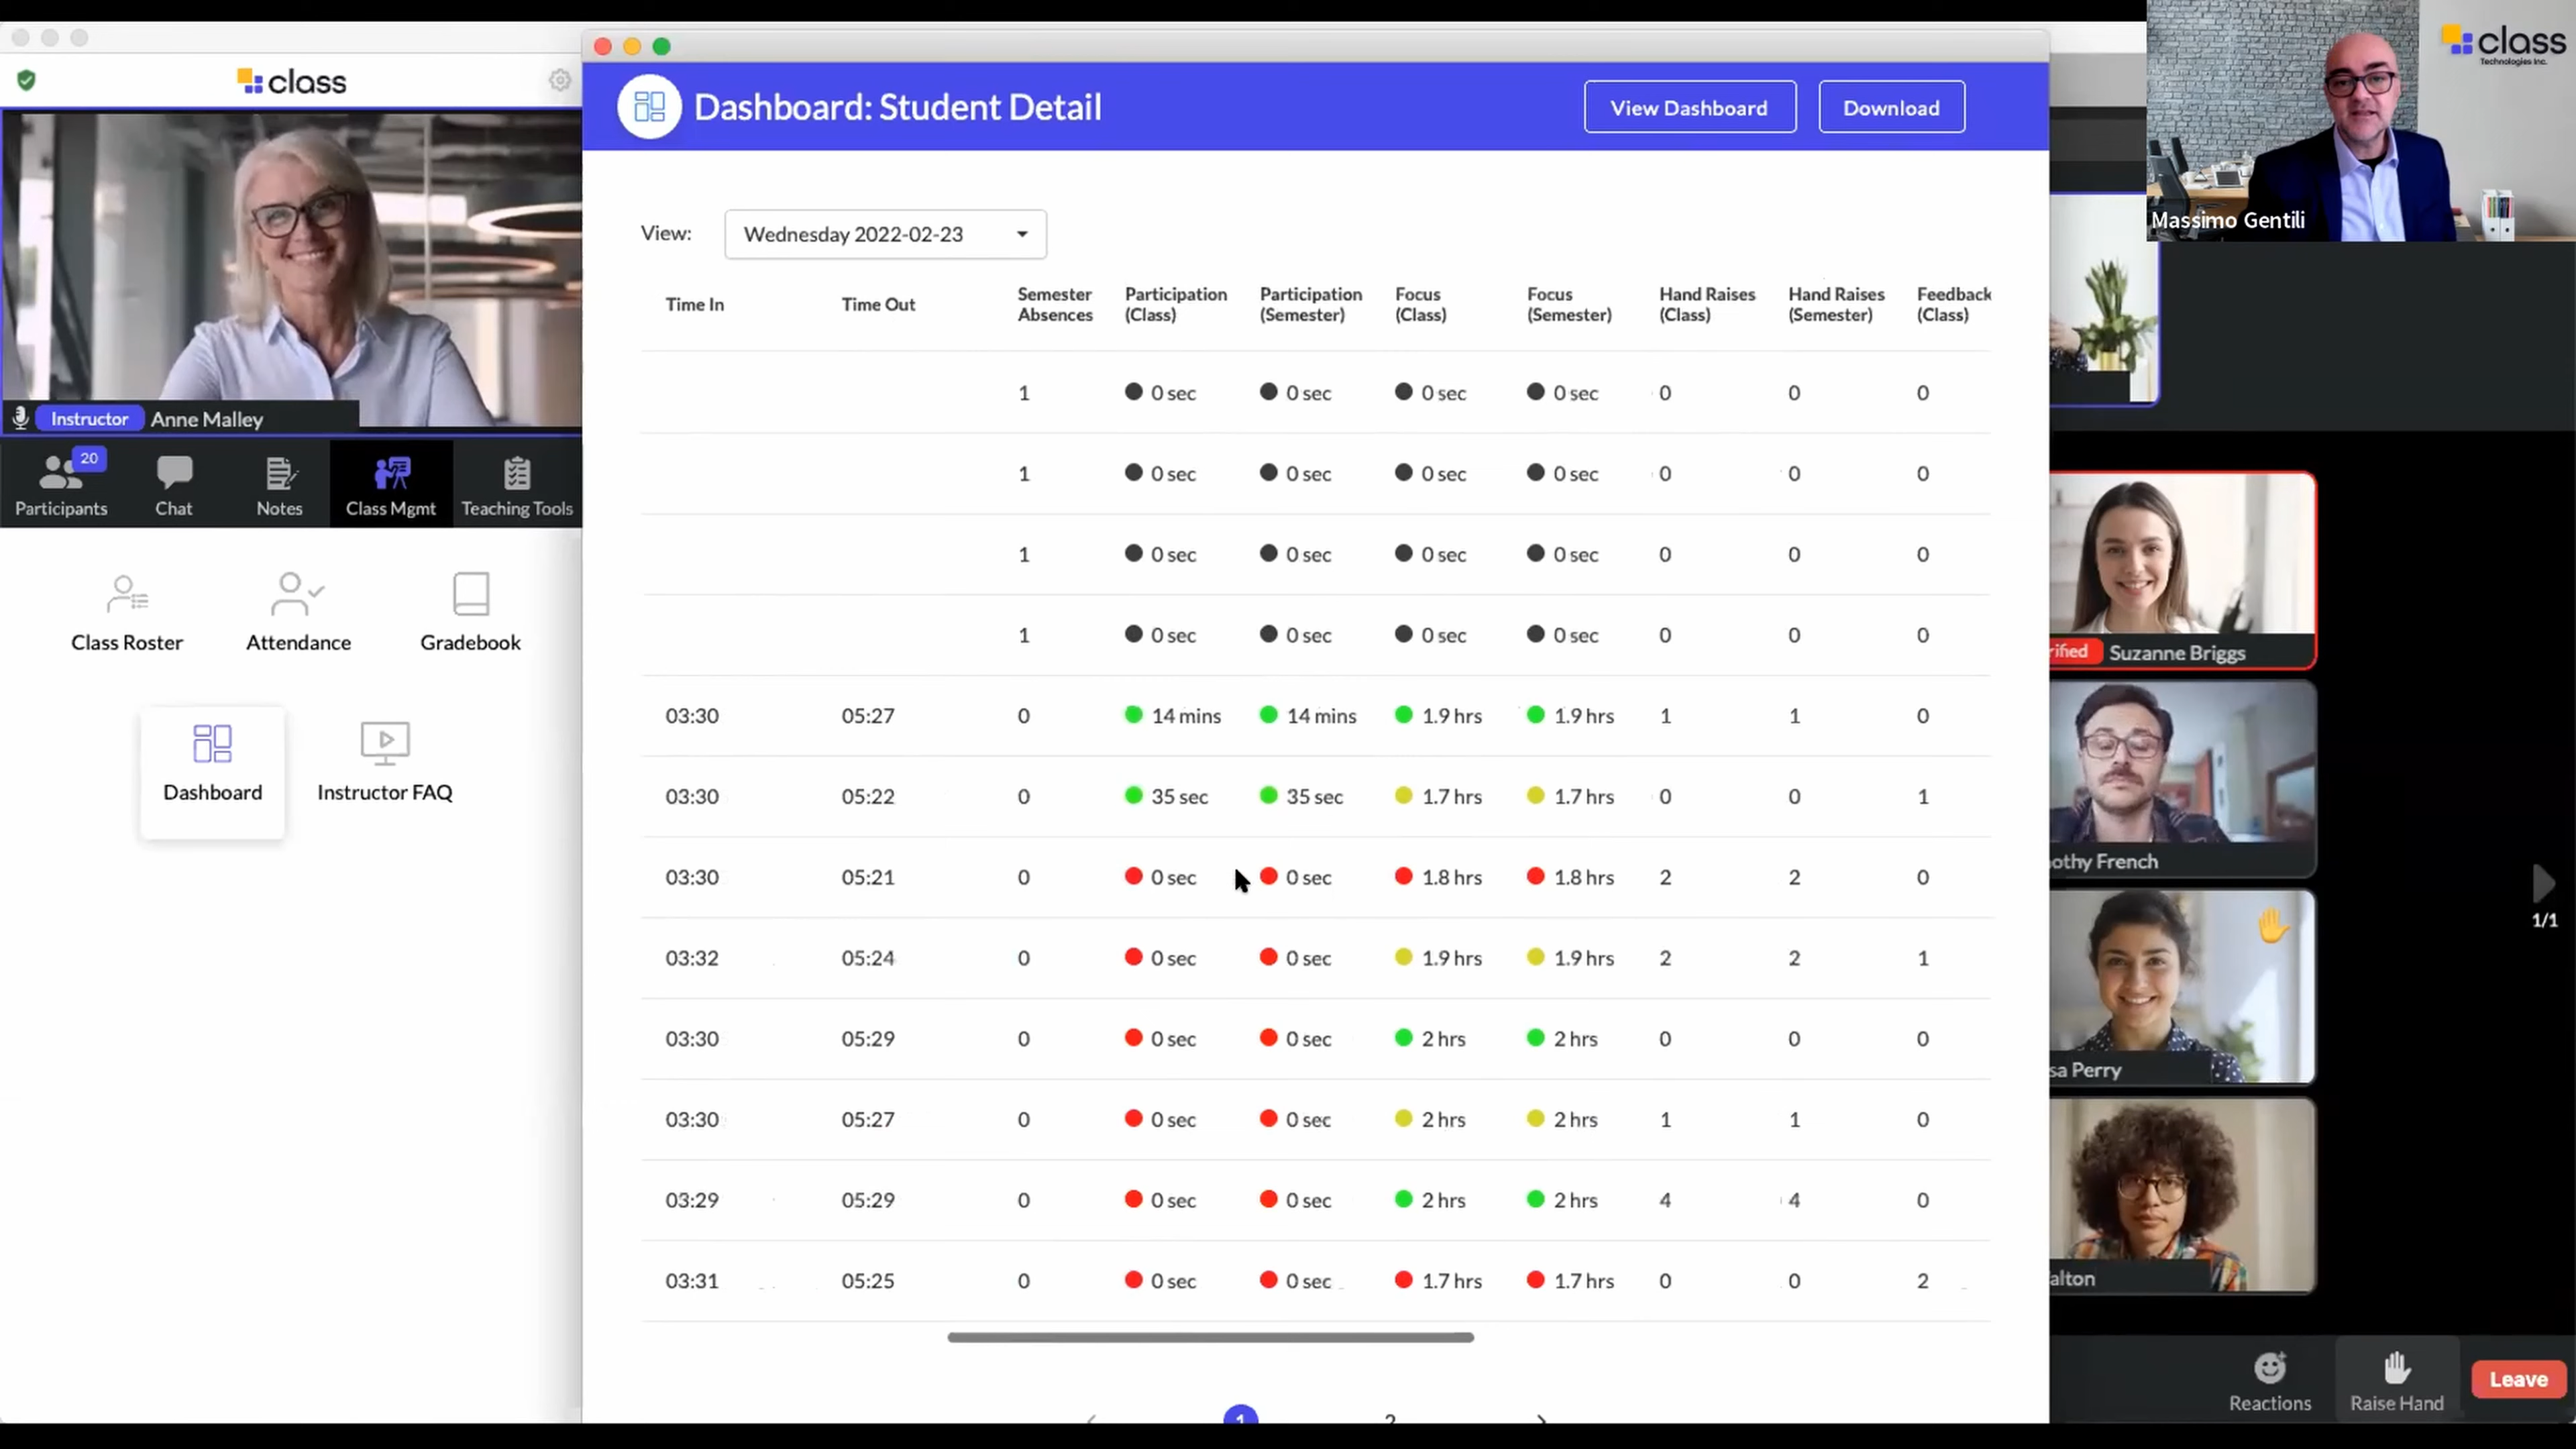 class
Instructor Anne Malley
20
Participants Chat Notes Class Mgmt Teaching Tools
Class Roster Attendance Gradebook
Dashboard Instructor FAQ
Dashboard: Student Detail
View Dashboard Download
View: Wednesday 2022-02-23
Time In Time Out Semester Absences Participation (Class) Participation (Semester) Focus (Class) Focus (Semester) Hand Raises (Class) Hand Raises (Semester) Feedback (Class)
1 0 sec 0 sec 0 sec 0 sec 0 0 0
1 0 sec 0 sec 0 sec 0 sec 0 0 0
1 0 sec 0 sec 0 sec 0 sec 0 0 0
1 0 sec 0 sec 0 sec 0 sec 0 0 0
03:30 05:27 0 14 mins 14 mins 1.9 hrs 1.9 hrs 1 1 0
03:30 05:22 0 35 sec 35 sec 1.7 hrs 1.7 hrs 0 0 1
03:30 05:21 0 0 sec 0 sec 1.8 hrs 1.8 hrs 2 2 0
03:32 05:24 0 0 sec 0 sec 1.9 hrs 1.9 hrs 2 2 1
03:30 05:29 0 0 sec 0 sec 2 hrs 2 hrs 0 0 0
03:30 05:27 0 0 sec 0 sec 2 hrs 2 hrs 1 1 0
03:29 05:29 0 0 sec 0 sec 2 hrs 2 hrs 4 4 0
03:31 05:25 0 0 sec 0 sec 1.7 hrs 1.7 hrs 0 0 2
1 2
class
Technologies Inc.
Massimo Gentili
rified Suzanne Briggs
othy French
sa Perry
alton
1/1
Reactions Raise Hand Leave